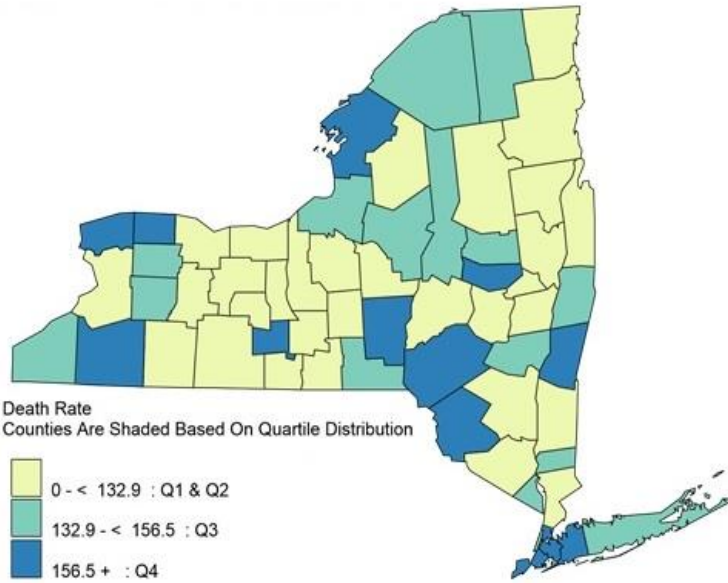 Death Rate
Counties Are Shaded Based On Quartile Distribution
0 - < 132.9 : Q1 & Q2
132.9 - < 156.5 : Q3
156.5 + : Q4